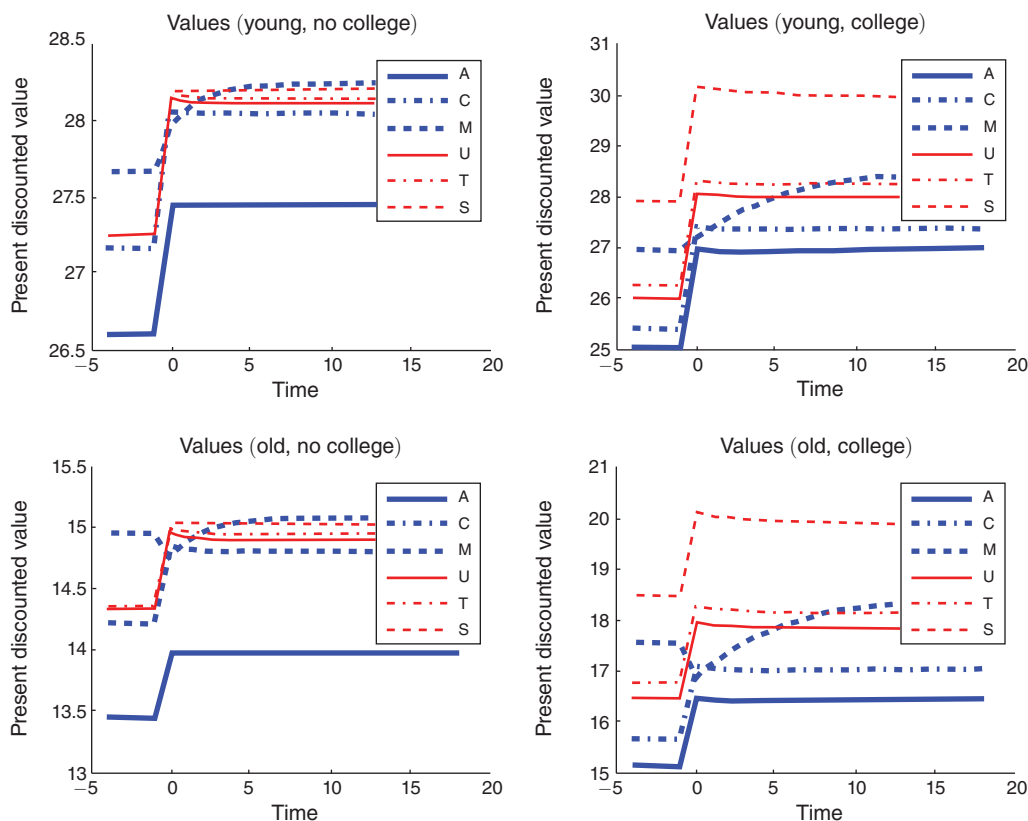 Values (young, no college)
28.5
28
27.5
27
26.5
−5
0
5
10
15
20
Present discounted value
Time
A
C
M
U
T
S
Values (young, college)
31
30
29
28
27
26
25
−5
0
5
10
15
20
Present discounted value
Time
A
C
M
U
T
S
Values (old, no college)
15.5
15
14.5
14
13.5
13
−5
0
5
10
15
20
Present discounted value
Time
A
C
M
U
T
S
Values (old, college)
21
20
19
18
17
16
15
−5
0
5
10
15
20
Present discounted value
Time
A
C
M
U
T
S